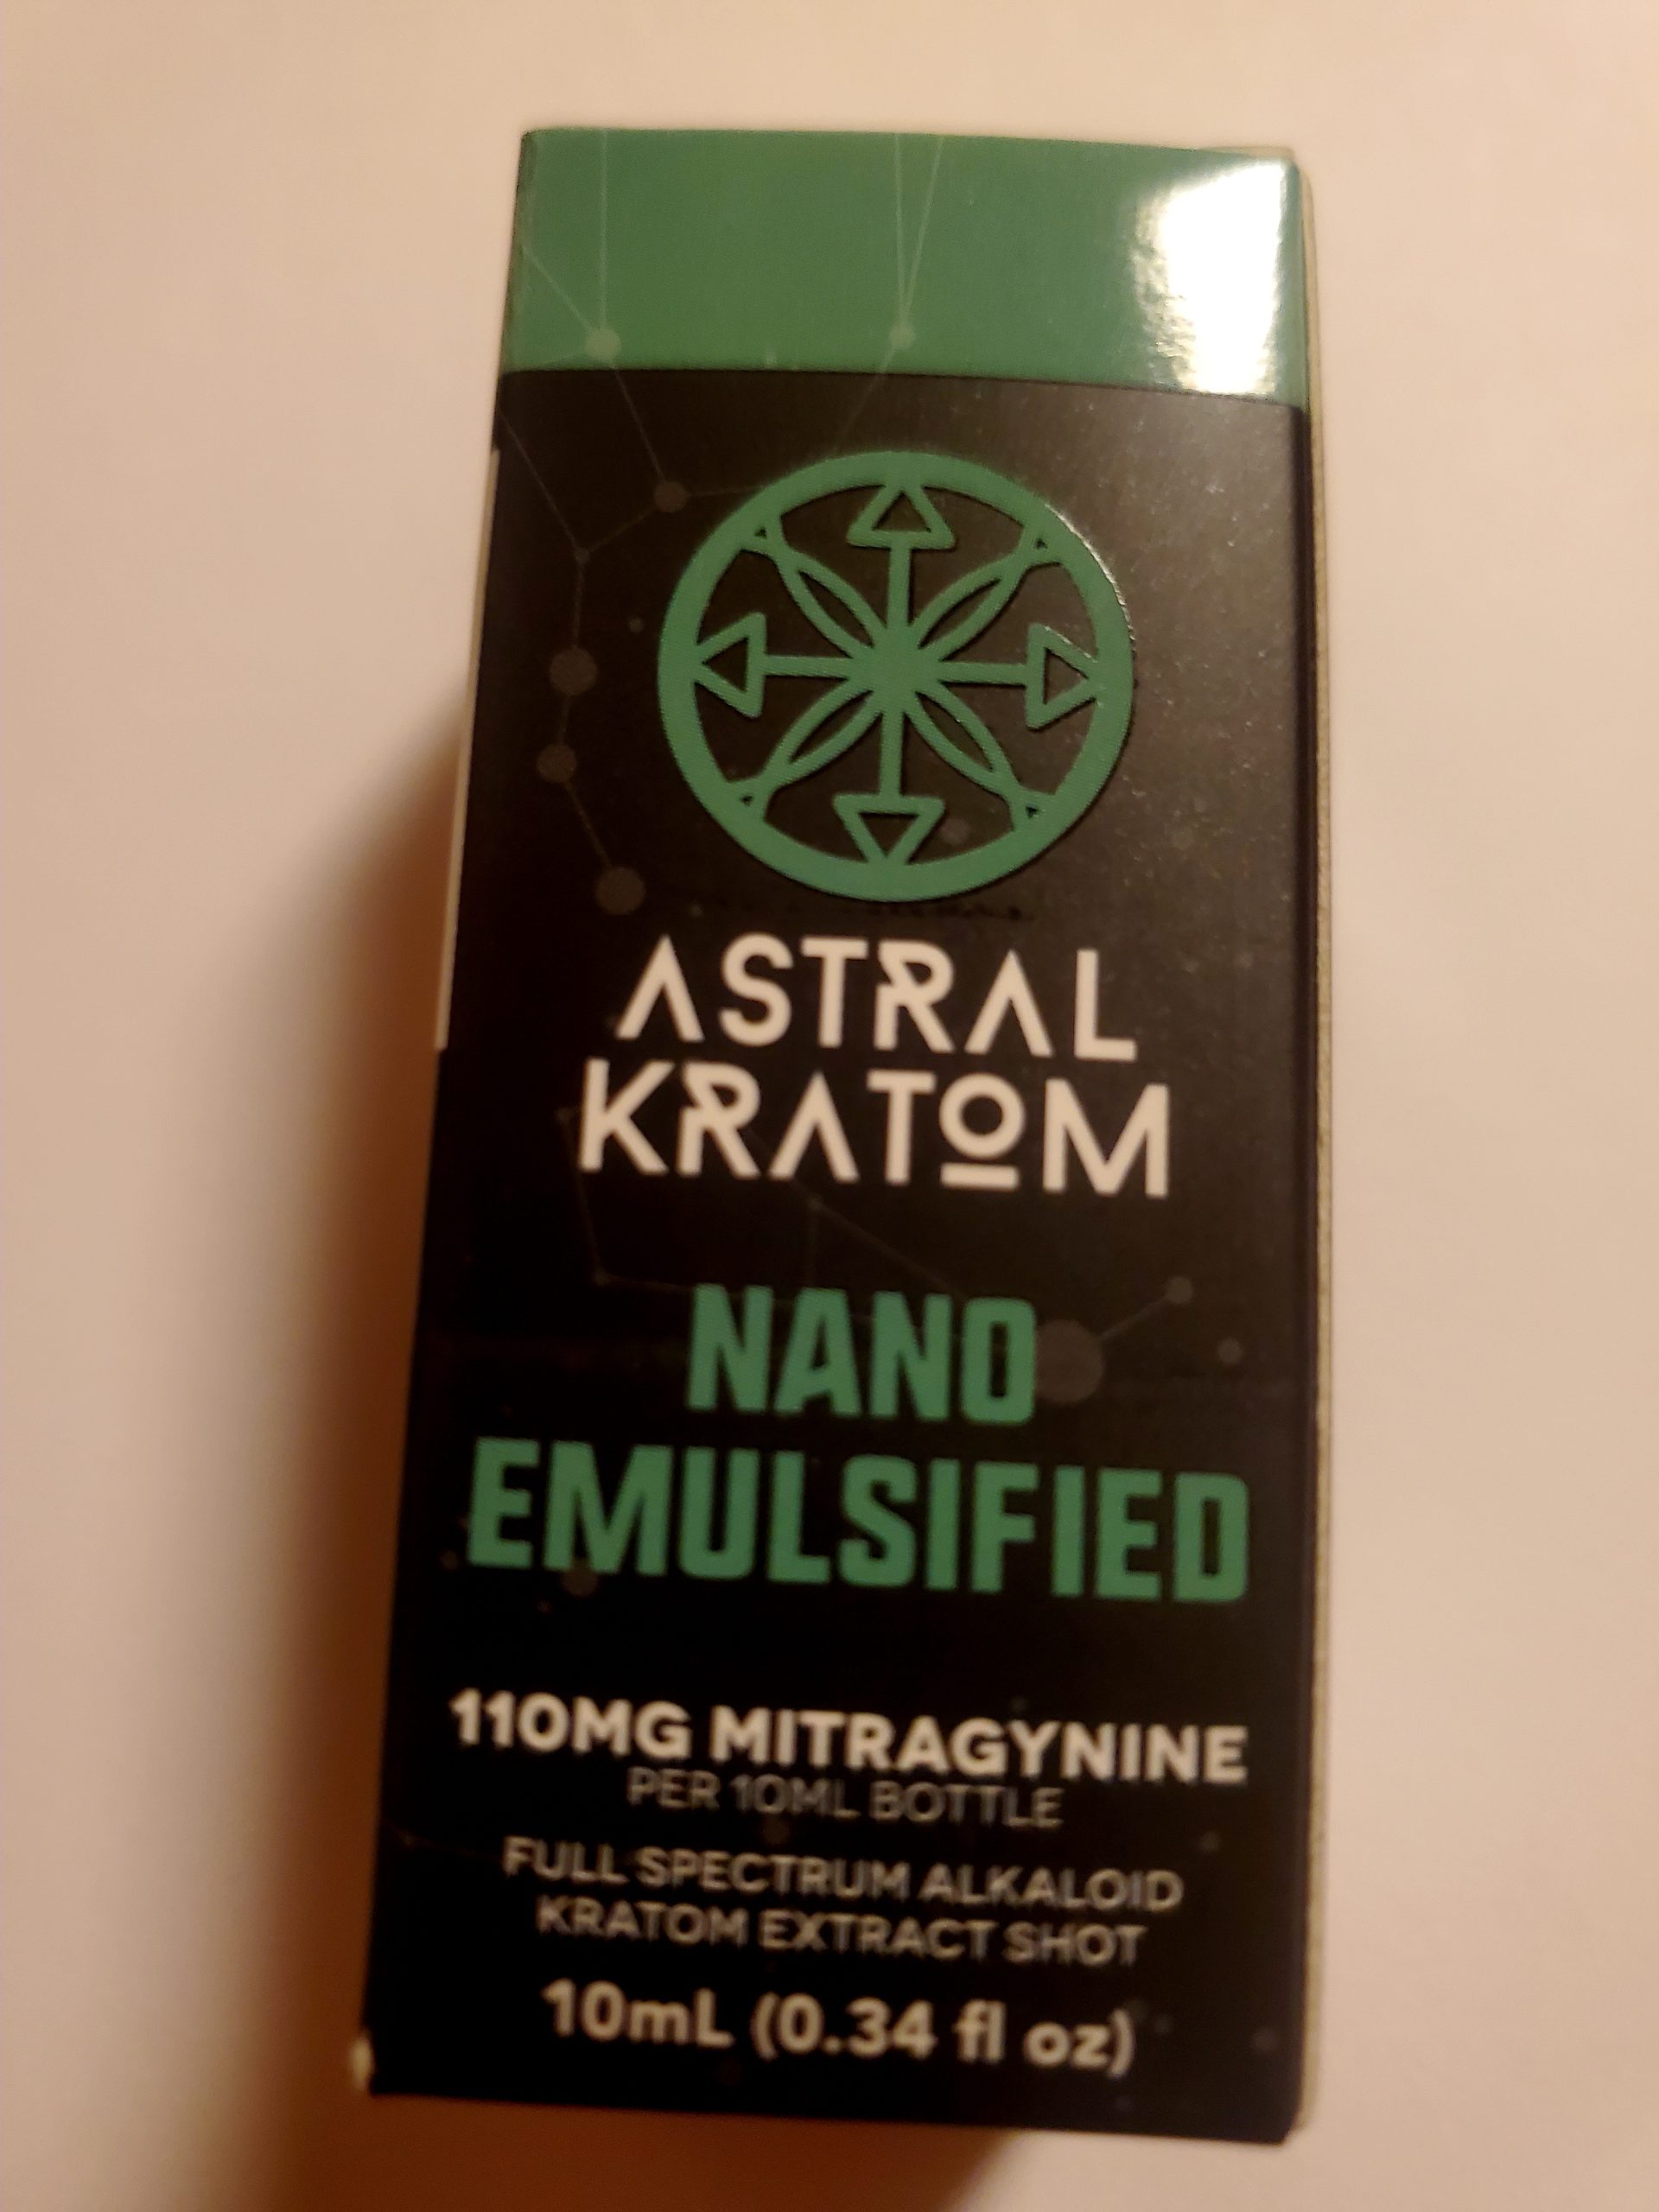 ASTRAL
KRATOM
NANO
EMULSIFIED
110MG MITRAGYNINE
PER 10ML BOTTLE
FULL SPECTRUM ALKALOID
KRATOM EXTRACT SHOT
10mL (0.34 fl oz)